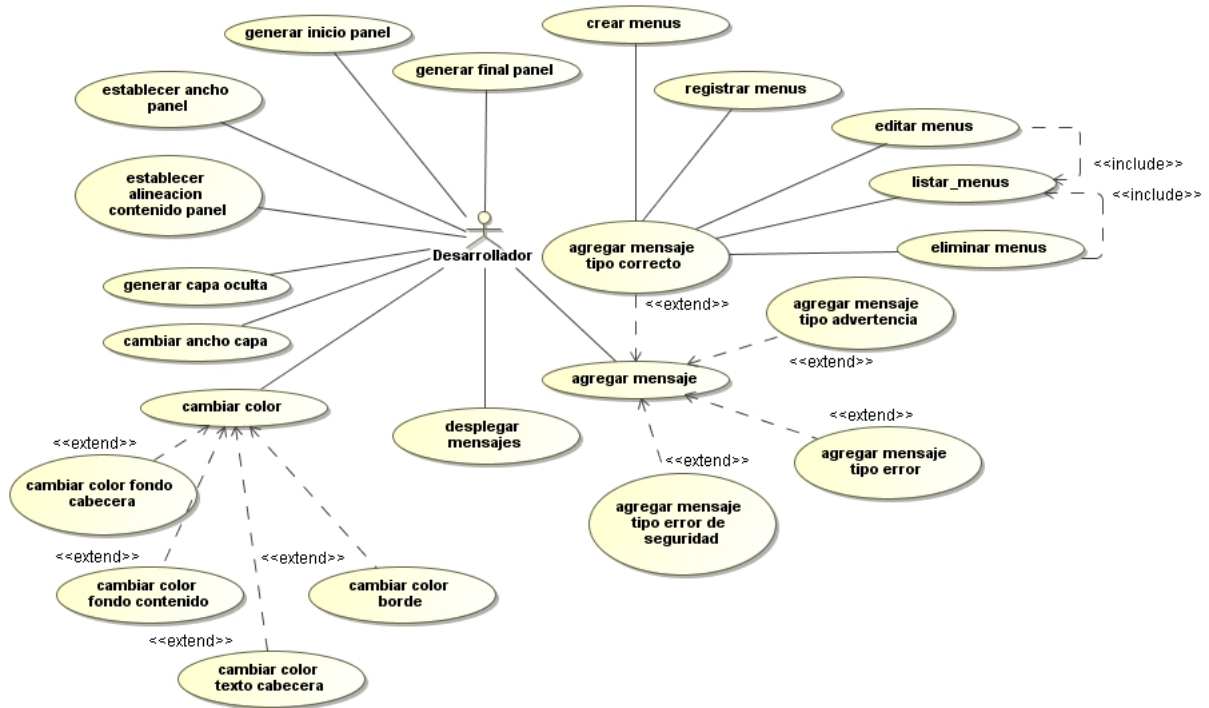 crear menus
generar inicio panel
generar final panel
registrar menus
establecer ancho
panel
editar menus
<<include>>
establecer
alineacion
contenido panel
listar_menus
<<include>>
agregar mensaje
tipo correcto
eliminar menus
Desarrollador
generar capa oculta
<<extend>>
agregar mensaje
tipo advertencia
cambiar ancho capa
<<extend>>
agregar mensaje
cambiar color
<<extend>>
desplegar
mensajes
<<extend>>
<<extend>>
agregar mensaje
tipo error
cambiar color fondo
cabecera
agregar mensaje
tipo error de
seguridad
<<extend>>
<<extend>>
cambiar color
fondo contenido
cambiar color
borde
<<extend>>
cambiar color
texto cabecera